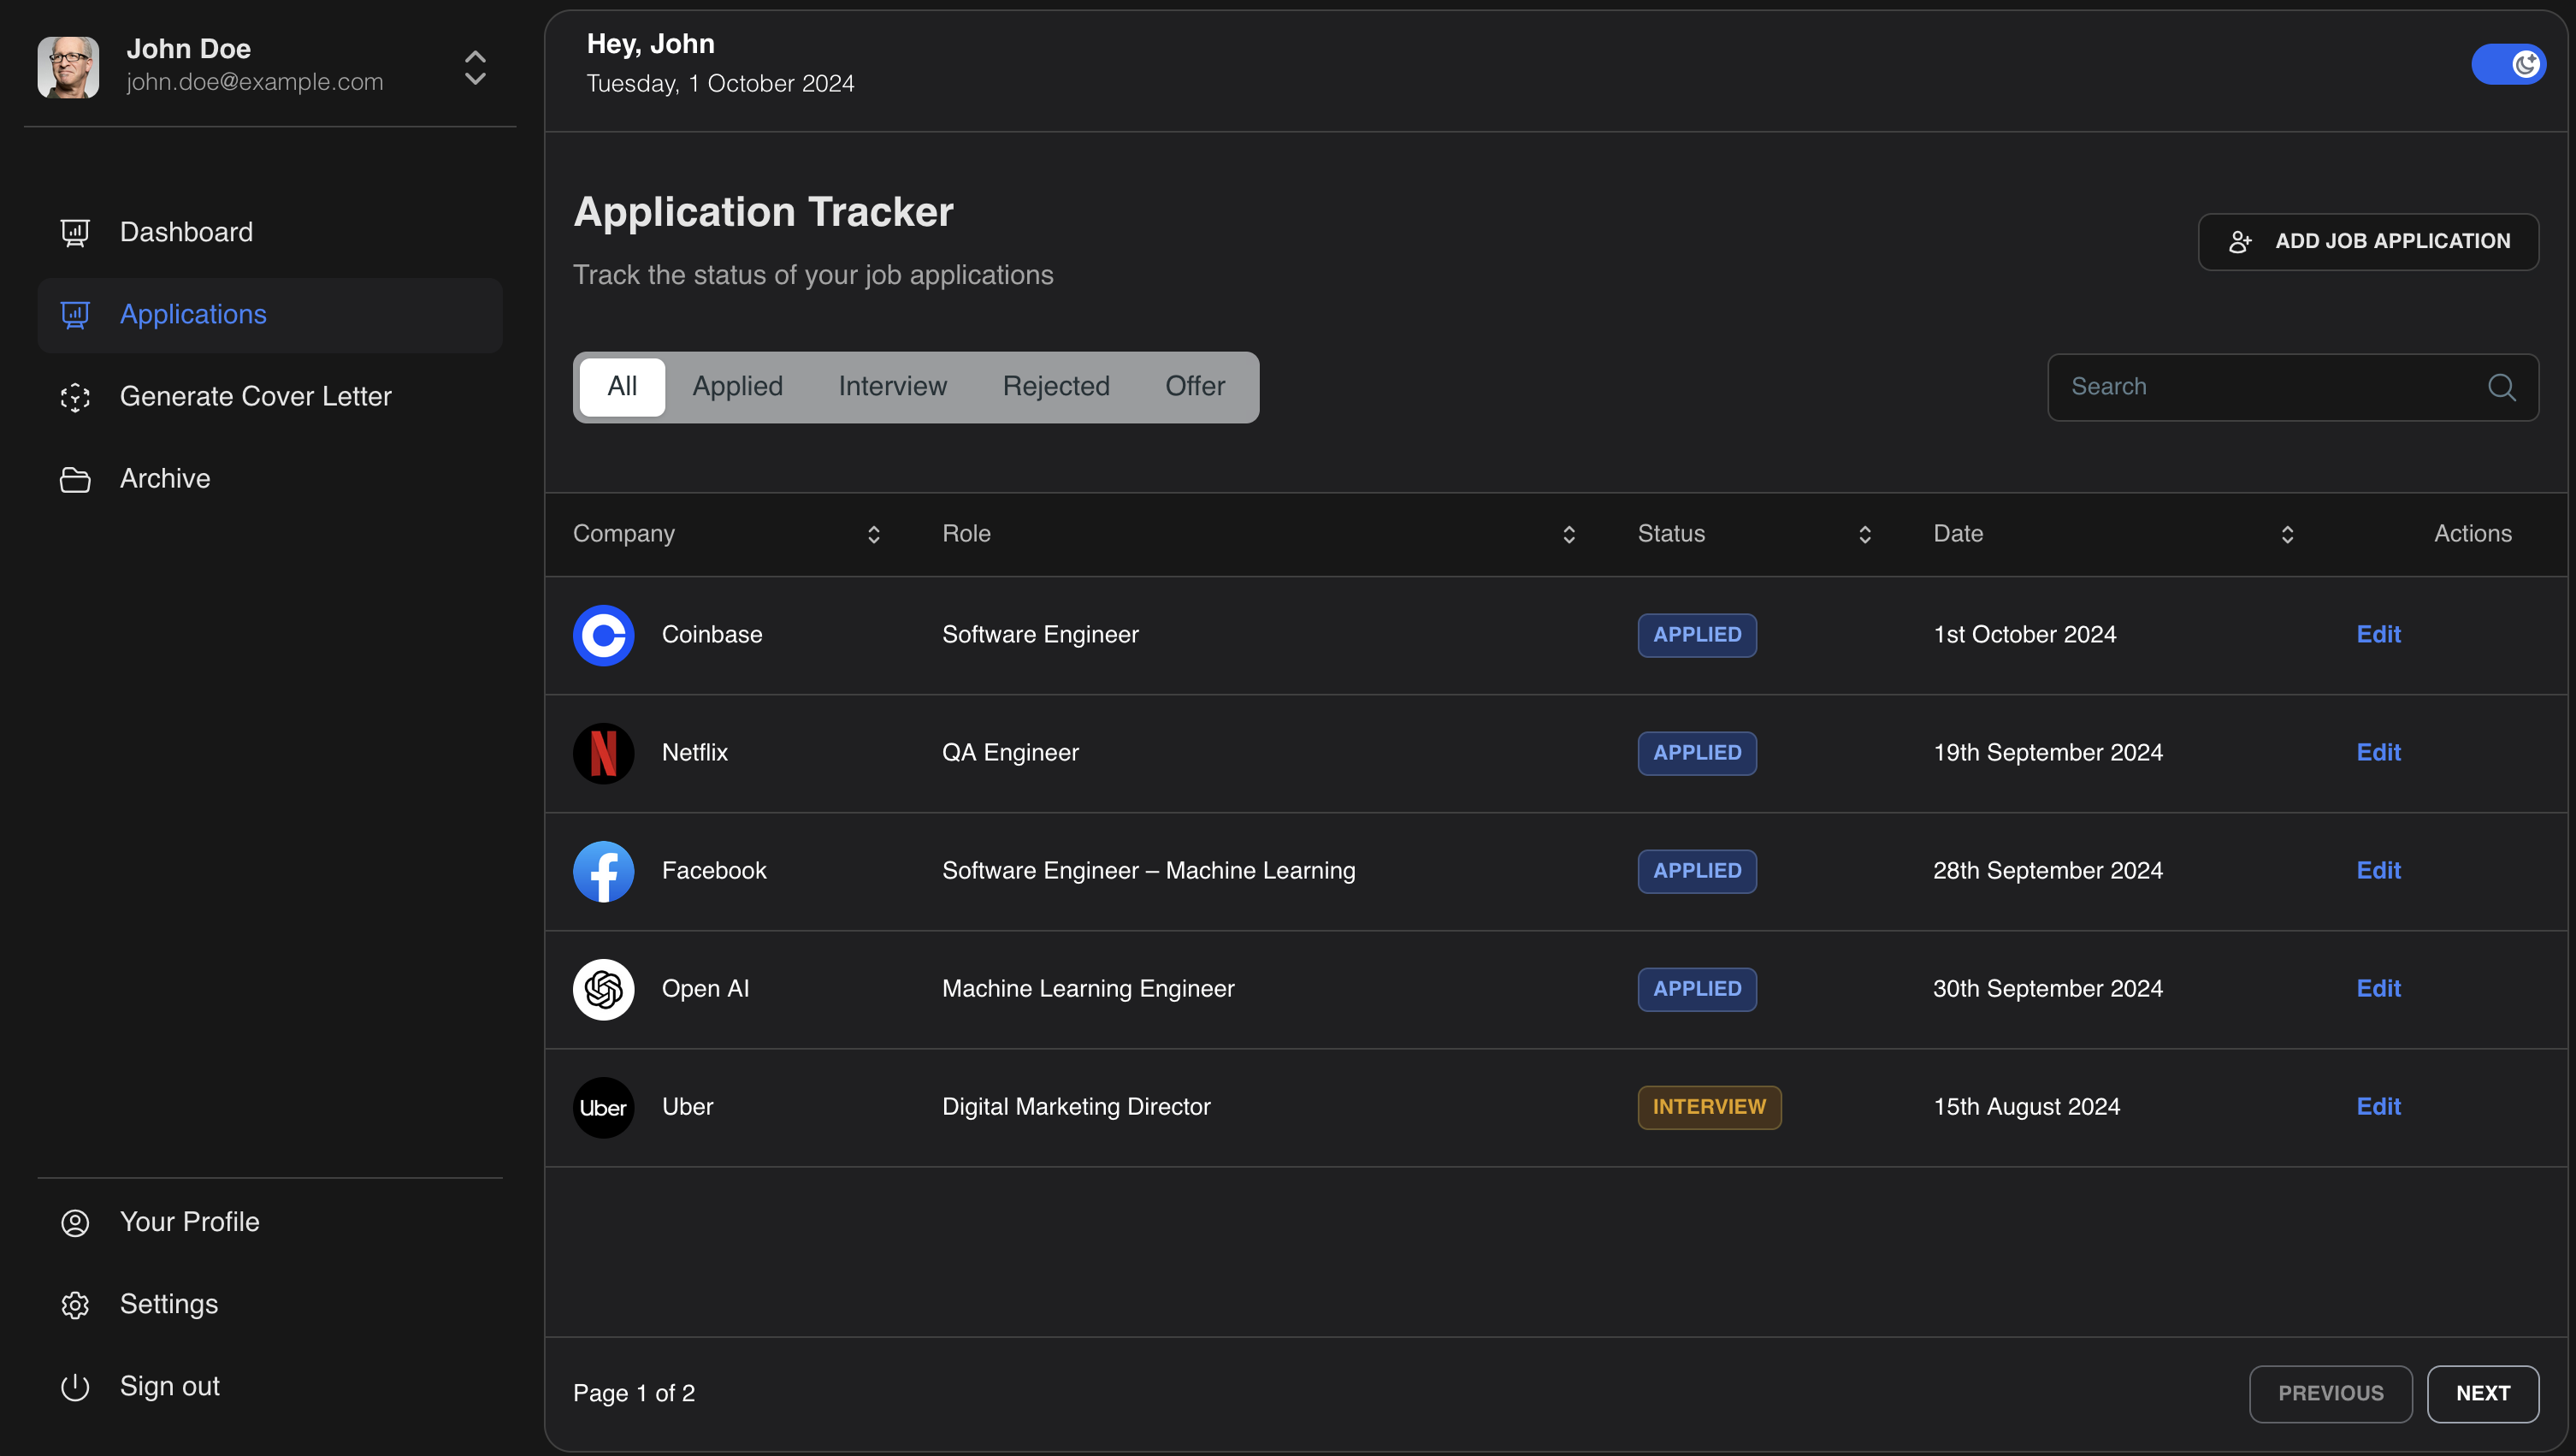 John Doe
john.doe@example.com
Dashboard
Applications
Generate Cover Letter
Archive
Your Profile
Settings
Sign out
Hey, John
Tuesday, 1 October 2024
Application Tracker
Track the status of your job applications
ADD JOB APPLICATION
All Applied Interview Rejected Offer
Search
Company Role Status Date Actions
Coinbase Software Engineer APPLIED 1st October 2024 Edit
Netflix QA Engineer APPLIED 19th September 2024 Edit
Facebook Software Engineer – Machine Learning APPLIED 28th September 2024 Edit
Open AI Machine Learning Engineer APPLIED 30th September 2024 Edit
Uber Uber Digital Marketing Director INTERVIEW 15th August 2024 Edit
Page 1 of 2 PREVIOUS NEXT